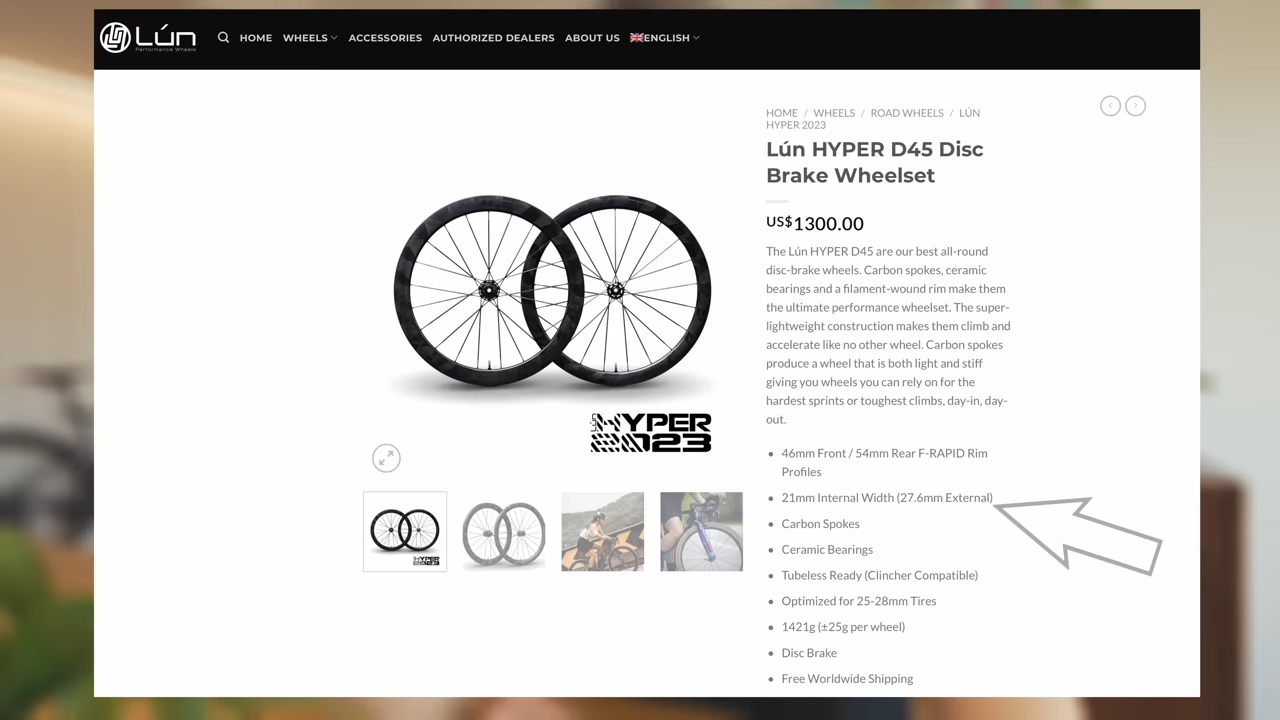 Lún
Performance Wheels
HOME WHEELS ACCESSORIES AUTHORIZED DEALERS ABOUT US ENGLISH
HOME / WHEELS / ROAD WHEELS / LÚN
HYPER 2023
Lún HYPER D45 Disc
Brake Wheelset
US$1300.00
The Lún HYPER D45 are our best all-round
disc-brake wheels. Carbon spokes, ceramic
bearings and a filament-wound rim make them
the ultimate performance wheelset. The super-
lightweight construction makes them climb and
accelerate like no other wheel. Carbon spokes
produce a wheel that is both light and stiff
giving you wheels you can rely on for the
hardest sprints or toughest climbs, day-in, day-
out.
Lún HYPER
2023
• 46mm Front / 54mm Rear F-RAPID Rim
Profiles
• 21mm Internal Width (27.6mm External)
• Carbon Spokes
• Ceramic Bearings
• Tubeless Ready (Clincher Compatible)
• Optimized for 25-28mm Tires
• 1421g (±25g per wheel)
• Disc Brake
• Free Worldwide Shipping